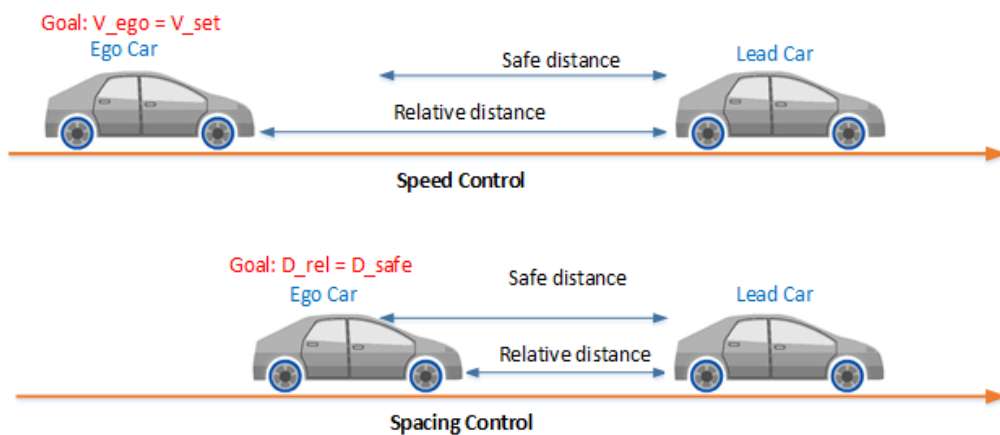 Goal: V_ego = V_set
Ego Car
Safe distance
Lead Car
Relative distance
Speed Control
Goal: D_rel = D_safe
Ego Car
Safe distance
Lead Car
Relative distance
Spacing Control